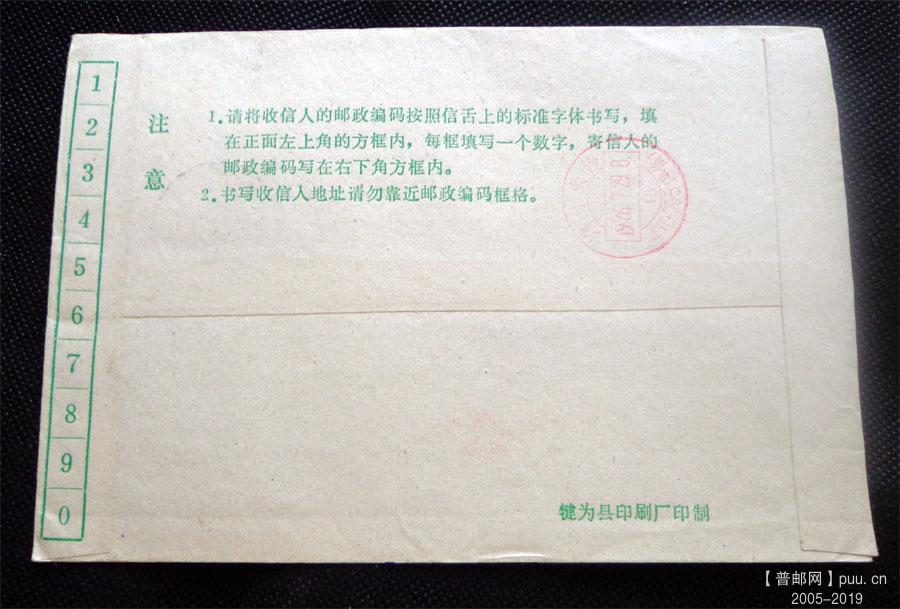 1
2
3
4
5
6
7
8
9
0
注
意
1.请将收信人的邮政编码按照信舌上的标准字体书写，填
在正面左上角的方框内，每框填写一个数字，寄信人的
邮政编码写在右下角方框内。
2.书写收信人地址请勿靠近邮政编码框格。
犍为县印刷厂印制
【普邮网】puu.cn
2005-2019